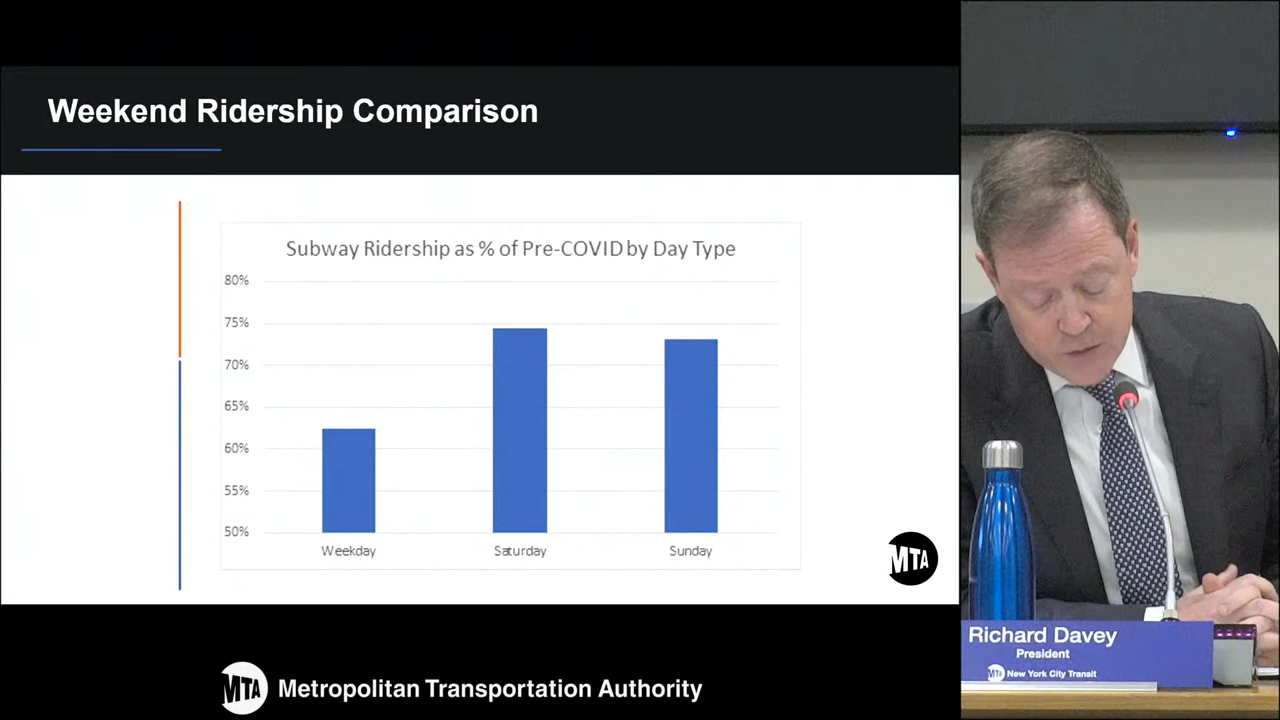 Weekend Ridership Comparison
Subway Ridership as % of Pre-COVID by Day Type
80%
75%
70%
65%
60%
55%
50%
Weekday
Saturday
Sunday
MTA
MTA Metropolitan Transportation Authority
Richard Davey
President
MTA New York City Transit